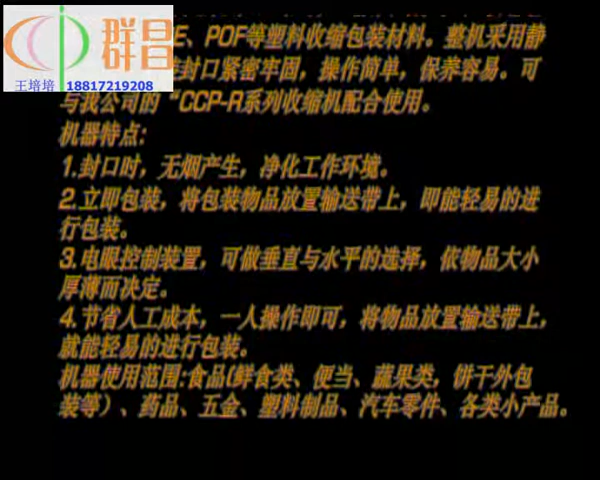 群昌
王培培 18817219208
E、POF等塑料收缩包装材料。整机采用静
封口紧密牢固，操作简单，保养容易。可
与我公司的“CCP-R系列收缩机配合使用。
机器特点:
1.封口时，无烟产生，净化工作环境。
2.立即包装，将包装物品放置输送带上，即能轻易的进
行包装。
3.电眼控制装置，可做垂直与水平的选择，依物品大小
厚薄而决定。
4.节省人工成本，一人操作即可，将物品放置输送带上，
就能轻易的进行包装。
机器使用范围:食品(鲜食类、便当、蔬果类，饼干外包
装等）、药品、五金、塑料制品、汽车零件、各类小产品。